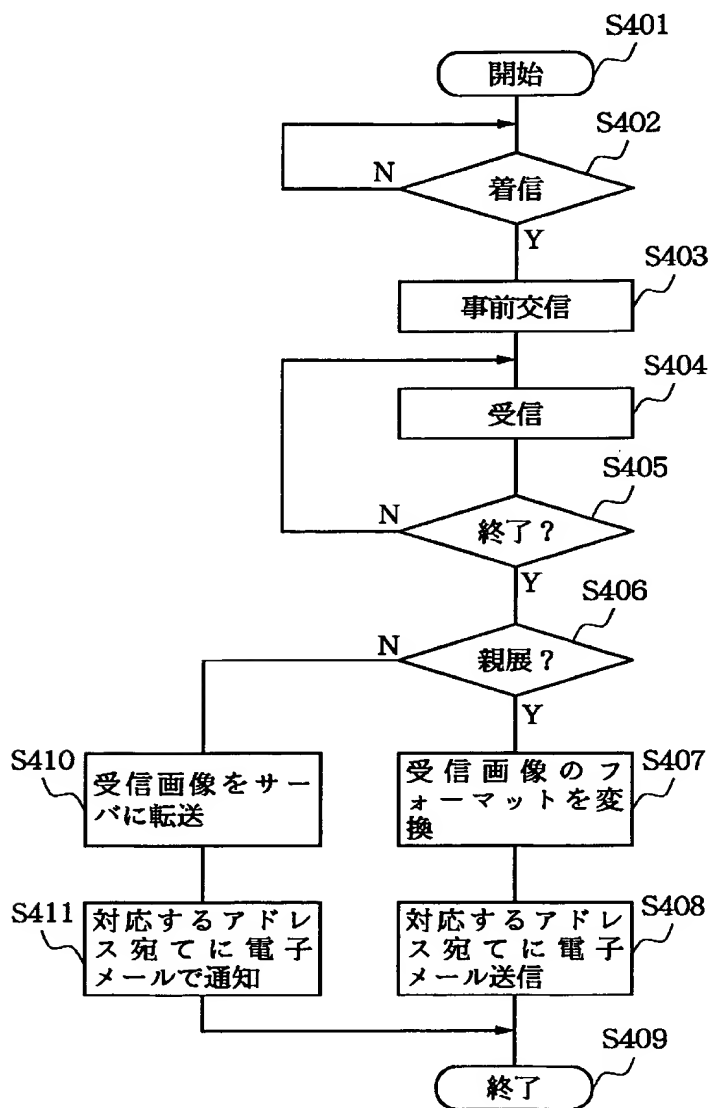 S401
開始
S402
着信
N
Y
S403
事前交信
S404
受信
S405
終了?
N
Y
S406
親展?
N
Y
S410
受信画像をサー
バに転送
S407
受信画像のフ
ォーマットを変
換
S411
対応するアドレ
ス宛てに電子
メールで通知
S408
対応するアドレ
ス宛てに電子
メール送信
S409
終了